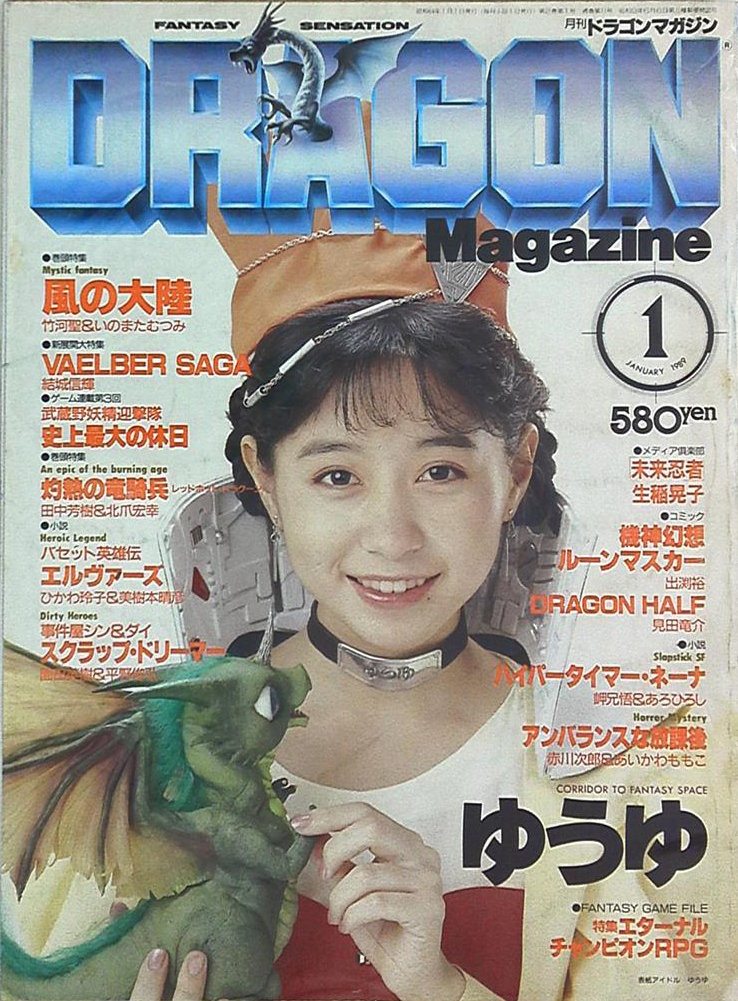 FANTASY SENSATION
月刊ドラゴンマガジン
DRAGON
Magazine
1
JANUARY 1989
580yen
●巻頭特集
Mystic fantasy
風の大陸
竹河聖&いのまたむつみ
●新展開大特集
VAELBER SAGA
結城信輝
●ゲーム連載第3回
武蔵野妖精迎撃隊
史上最大の休日
●巻頭特集
An epic of the burning age
灼熱の竜騎兵
田中芳樹&北爪宏幸
●小説
Heroic Legend
バセット英雄伝
エルヴァーズ
ひかわ玲子&美樹本晴彦
Dirty Heroes
事件屋シン&ダイ
スクラップ・ドリーマー
●メディア倶楽部
「未来忍者」
生稲晃子
●コミック
機神幻想
ルーンマスカー
出渕裕
DRAGON HALF
見田竜介
●小説
Slapstick SF
ハイパータイマー・ネーナ
岬兄悟&あろひろし
Horror Mystery
アンバランスな放課後
赤川次郎&あいかわももこ
ゆうゆ
CORRIDOR TO FANTASY SPACE
ゆうゆ
●FANTASY GAME FILE
特集エターナル
チャンピオンRPG
表紙アイドル ゆうゆ